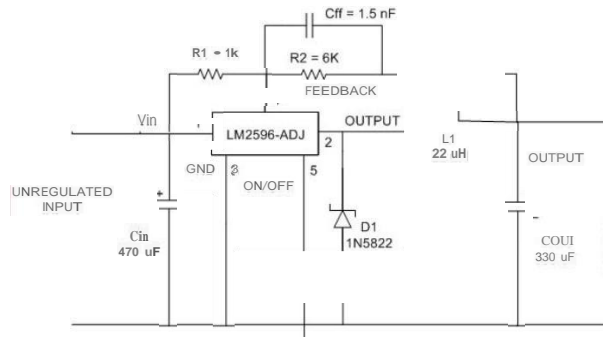 Cff = 1.5 nF
R1 = 1k
R2 = 6K
FEEDBACK
Vin
LM2596-ADJ
OUTPUT
2
L1
22 uH
OUTPUT
GND
3
5
ON/OFF
UNREGULATED
INPUT
+
D1
1N5822
Cin
470 uF
COUI
330 uF